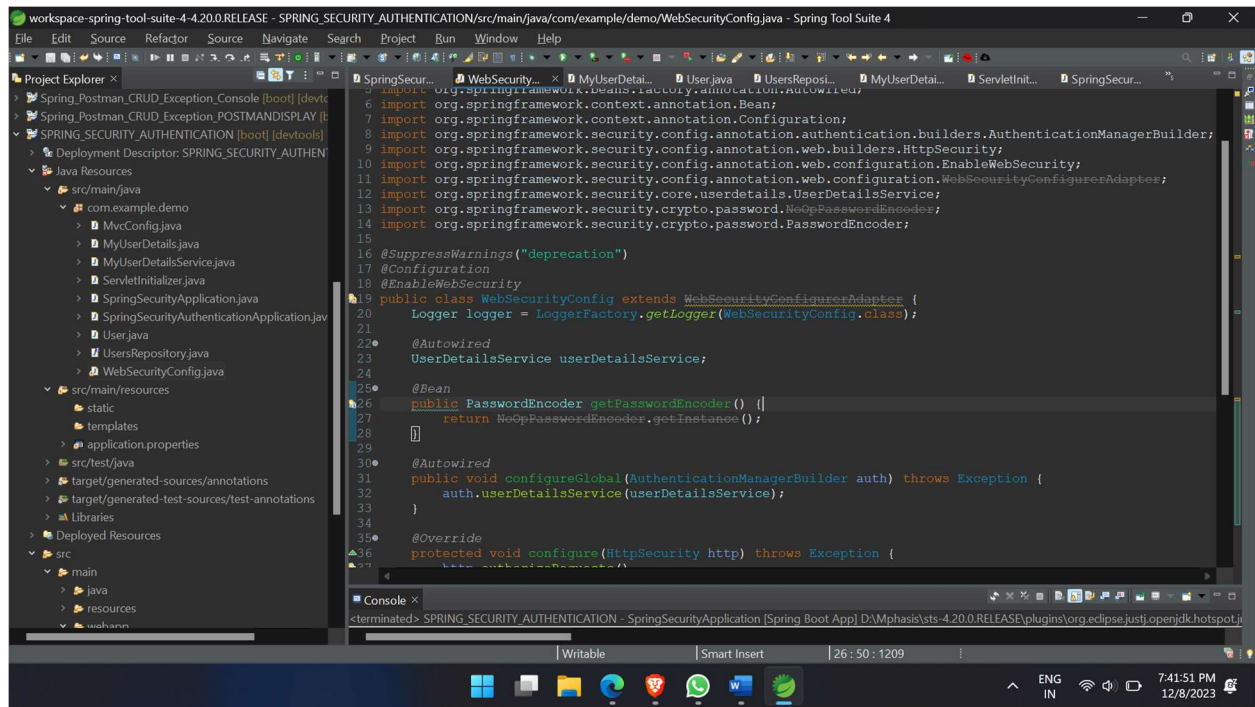 workspace-spring-tool-suite-4-4.20.0.RELEASE - SPRING_SECURITY_AUTHENTICATION/src/main/java/com/example/demo/WebSecurityConfig.java - Spring Tool Suite 4
File Edit Source Refactor Source Navigate Search Project Run Window Help
Project Explorer
SpringSecur... WebSecurity... MyUserDetai... User.java UsersReposi... MyUserDetai... ServletInit... SpringSecur...
Spring_Postman_CRUD_Exception_Console [boot] [devto
Spring_Postman_CRUD_Exception_POSTMANDISPLAY [b
SPRING_SECURITY_AUTHENTICATION [boot] [devtools]
Deployment Descriptor: SPRING_SECURITY_AUTHEN
Java Resources
src/main/java
com.example.demo
MvcConfig.java
MyUserDetails.java
MyUserDetailsService.java
ServletInitializer.java
SpringSecurityApplication.java
SpringSecurityAuthenticationApplication.jav
User.java
UsersRepository.java
WebSecurityConfig.java
src/main/resources
static
templates
application.properties
src/test/java
target/generated-sources/annotations
target/generated-test-sources/test-annotations
Libraries
Deployed Resources
src
main
java
resources
webapp
5 import org.springframework.beans.factory.annotation.Autowired;
6 import org.springframework.context.annotation.Bean;
7 import org.springframework.context.annotation.Configuration;
8 import org.springframework.security.config.annotation.authentication.builders.AuthenticationManagerBuilder;
9 import org.springframework.security.config.annotation.web.builders.HttpSecurity;
10 import org.springframework.security.config.annotation.web.configuration.EnableWebSecurity;
11 import org.springframework.security.config.annotation.web.configuration.WebSecurityConfigurerAdapter;
12 import org.springframework.security.core.userdetails.UserDetailsService;
13 import org.springframework.security.crypto.password.NoOpPasswordEncoder;
14 import org.springframework.security.crypto.password.PasswordEncoder;
15
16 @SuppressWarnings("deprecation")
17 @Configuration
18 @EnableWebSecurity
19 public class WebSecurityConfig extends WebSecurityConfigurerAdapter {
20 Logger logger = LoggerFactory.getLogger(WebSecurityConfig.class);
21
22 @Autowired
23 UserDetailsService userDetailsService;
24
25 @Bean
26 public PasswordEncoder getPasswordEncoder() {
27 return NoOpPasswordEncoder.getInstance();
28 }
29
30 @Autowired
31 public void configureGlobal(AuthenticationManagerBuilder auth) throws Exception {
32 auth.userDetailsService(userDetailsService);
33 }
34
35 @Override
36 protected void configure(HttpSecurity http) throws Exception {
37 http.authorizeRequests()
Console
<terminated> SPRING_SECURITY_AUTHENTICATION - SpringSecurityApplication [Spring Boot App] D:\Mphasis\sts-4.20.0.RELEASE\plugins\org.eclipse.justj.openjdk.hotspot.j
Writable Smart Insert 26 : 50 : 1209
ENG
IN
7:41:51 PM
12/8/2023